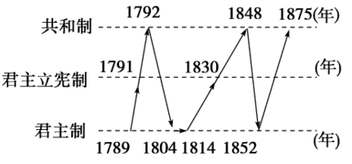 1792 1848 1875(年)
共和制
1791 1830 (年)
君主立宪制
君主制 (年)
1789 1804 1814 1852